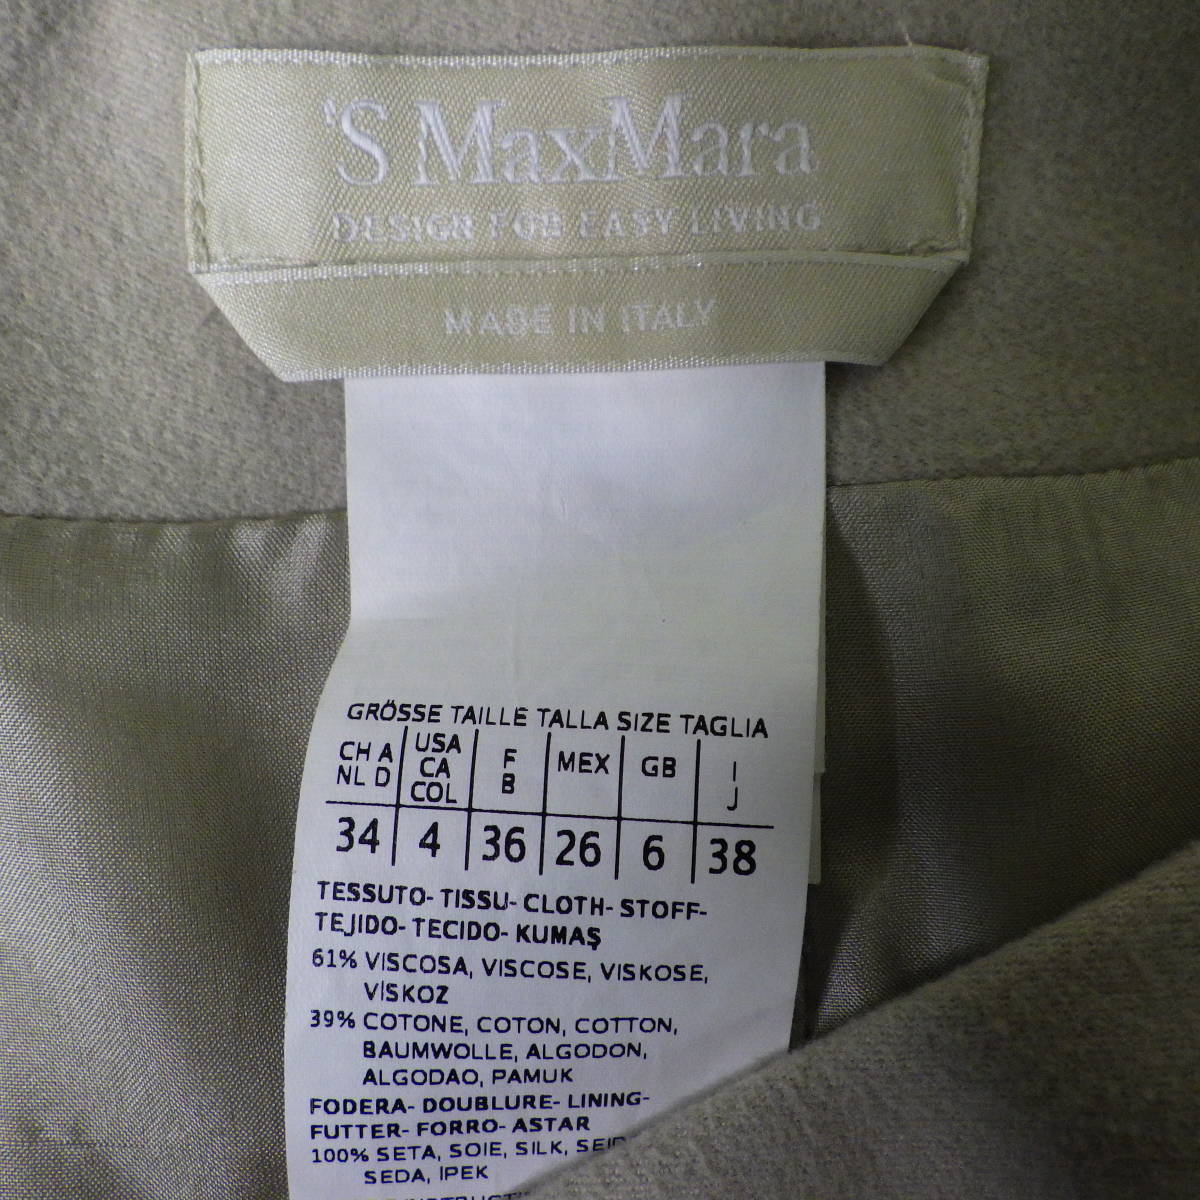 'S MaxMara
DESIGN FOR EASY LIVING
MADE IN ITALY
GRÖSSE TAILLE TALLA SIZE TAGLIA
CH A NL D | USA CA COL | F B | MEX | GB | I J
34 | 4 | 36 | 26 | 6 | 38
TESSUTO- TISSU- CLOTH- STOFF-
TEJIDO- TECIDO- KUMAŞ
61% VISCOSA, VISCOSE, VISKOSE,
VİSKOZ
39% COTONE, COTON, COTTON,
BAUMWOLLE, ALGODON,
ALGODAO, PAMUK
FODERA- DOUBLURE- LINING-
FUTTER- FORRO- ASTAR
100% SETA, SOIE, SILK,
SEDA, IPEK